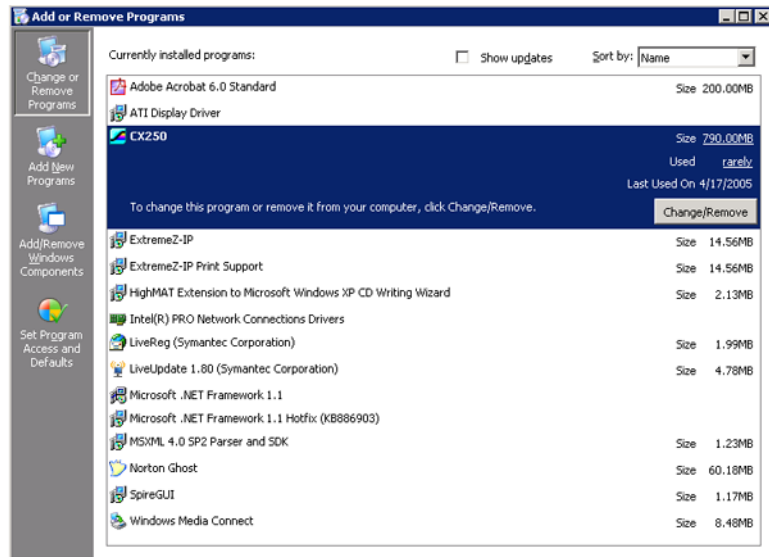 Add or Remove Programs
Change or
Remove
Programs
Add New
Programs
Add/Remove
Windows
Components
Set Program
Access and
Defaults
Currently installed programs:
Show updates
Sort by: Name
Adobe Acrobat 6.0 Standard Size 200.00MB
ATI Display Driver
CX250 Size 790.00MB
Used rarely
Last Used On 4/17/2005
To change this program or remove it from your computer, click Change/Remove. Change/Remove
ExtremeZ-IP Size 14.56MB
ExtremeZ-IP Print Support Size 14.56MB
HighMAT Extension to Microsoft Windows XP CD Writing Wizard Size 2.13MB
Intel(R) PRO Network Connections Drivers
LiveReg (Symantec Corporation) Size 1.99MB
LiveUpdate 1.80 (Symantec Corporation) Size 4.78MB
Microsoft .NET Framework 1.1
Microsoft .NET Framework 1.1 Hotfix (KB886903)
MSXML 4.0 SP2 Parser and SDK Size 1.23MB
Norton Ghost Size 60.18MB
SpireGUI Size 1.17MB
Windows Media Connect Size 8.48MB